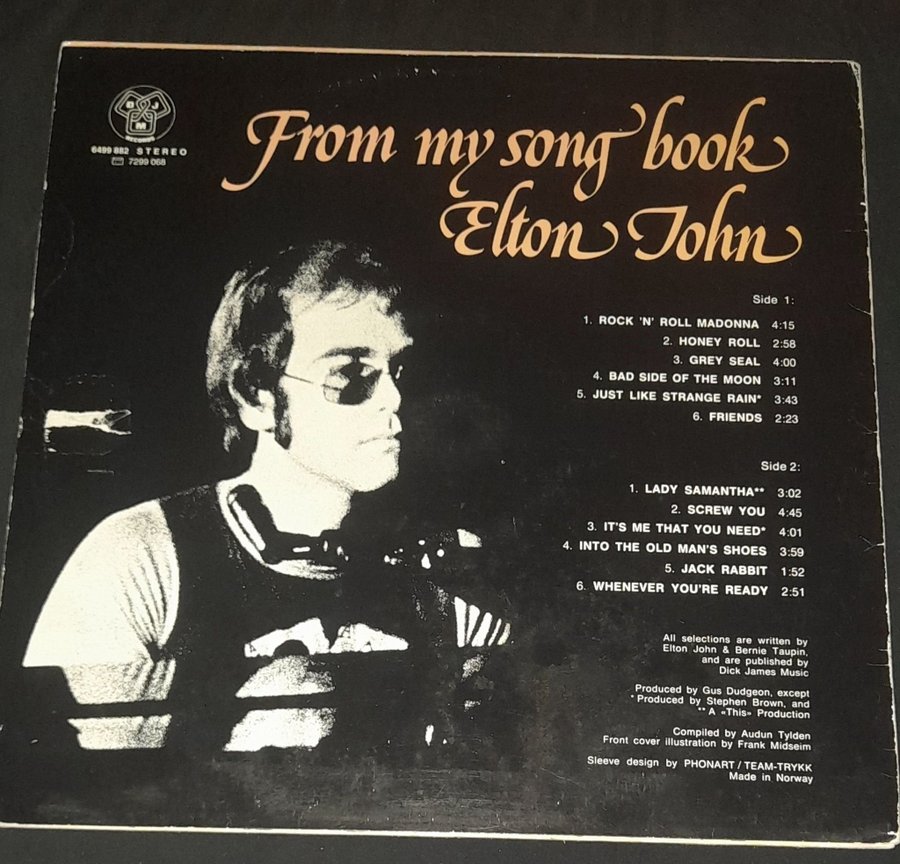 DJM
RECORDS
6499 882 STEREO
7299 068
From my song book
Elton John
Side 1:
1. ROCK 'N' ROLL MADONNA 4:15
2. HONEY ROLL 2:58
3. GREY SEAL 4:00
4. BAD SIDE OF THE MOON 3:11
5. JUST LIKE STRANGE RAIN* 3:43
6. FRIENDS 2:23
Side 2:
1. LADY SAMANTHA** 3:02
2. SCREW YOU 4:45
3. IT'S ME THAT YOU NEED* 4:01
4. INTO THE OLD MAN'S SHOES 3:59
5. JACK RABBIT 1:52
6. WHENEVER YOU'RE READY 2:51
All selections are written by
Elton John & Bernie Taupin,
and are published by
Dick James Music
Produced by Gus Dudgeon, except
* Produced by Stephen Brown, and
** A «This» Production
Compiled by Audun Tylden
Front cover illustration by Frank Midseim
Sleeve design by PHONART / TEAM-TRYKK
Made in Norway